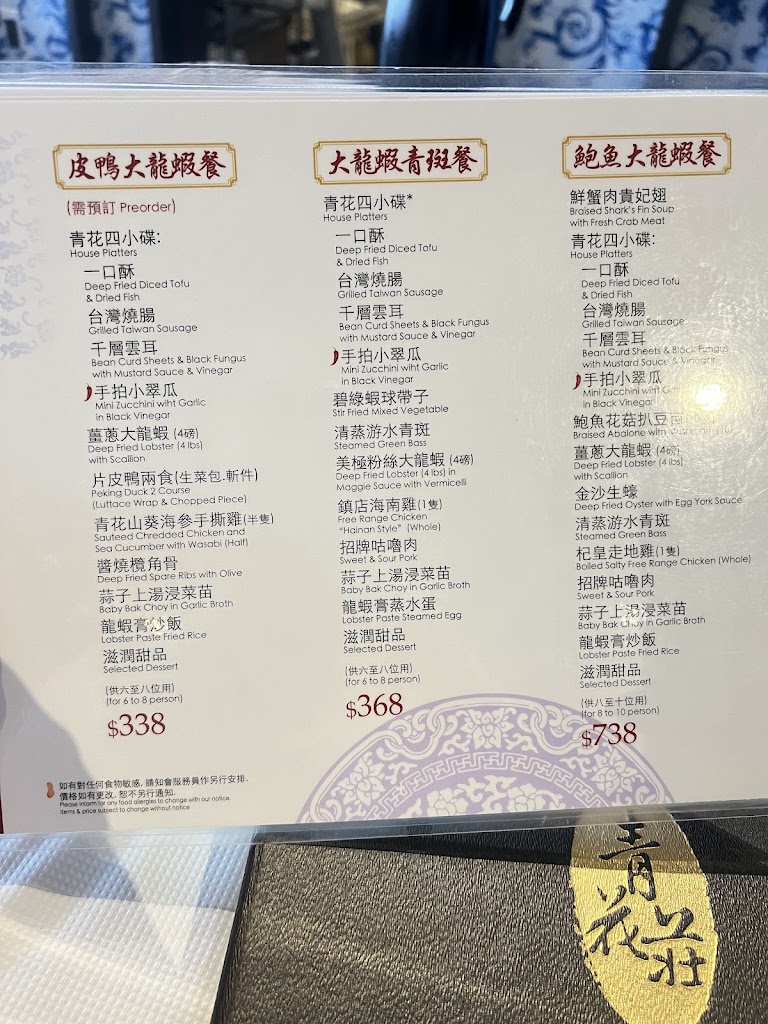 皮鴨大龍蝦餐
(需預訂 Preorder)
青花四小碟:
House Platters
一口酥
Deep Fried Diced Tofu
& Dried Fish
台灣燒腸
Grilled Taiwan Sausage
千層雲耳
Bean Curd Sheets & Black Fungus
with Mustard Sauce & Vinegar
手拍小翠瓜
Mini Zucchini wiht Garlic
in Black Vinegar
薑蔥大龍蝦 (4磅)
Deep Fried Lobster (4 lbs)
with Scallion
片皮鴨兩食(生菜包.斬件)
Peking Duck 2 Course
(Luttace Wrap & Chopped Piece)
青花山葵海參手撕雞(半隻)
Sauteed Chredded Chicken and
Sea Cucumber with Wasabi (Half)
醬燒欖角骨
Deep Fried Spare Ribs with Olive
蒜子上湯浸菜苗
Baby Bak Choy in Garlic Broth
龍蝦膏炒飯
Lobster Paste Fried Rice
滋潤甜品
Selected Dessert
(供六至八位用)
(for 6 to 8 person)
$338
大龍蝦青斑餐
青花四小碟*
House Platters
一口酥
Deep Fried Diced Tofu
& Dried Fish
台灣燒腸
Grilled Taiwan Sausage
千層雲耳
Bean Curd Sheets & Black Fungus
with Mustard Sauce & Vinegar
手拍小翠瓜
Mini Zucchini wiht Garlic
in Black Vinegar
碧綠蝦球帶子
Stir Fried Mixed Vegetable
清蒸游水青斑
Steamed Green Bass
美極粉絲大龍蝦 (4磅)
Deep Fried Lobster (4 lbs) in
Maggie Sauce with Vermicelli
鎮店海南雞(1隻)
Free Range Chicken
"Hainan Style" (Whole)
招牌咕嚕肉
Sweet & Sour Pork
蒜子上湯浸菜苗
Baby Bak Choy in Garlic Broth
龍蝦膏蒸水蛋
Lobster Paste Steamed Egg
滋潤甜品
Selected Dessert
(供六至八位用)
(for 6 to 8 person)
$368
鮑魚大龍蝦餐
鮮蟹肉貴妃翅
Braised Shark's Fin Soup
with Fresh Crab Meat
青花四小碟:
House Platters
一口酥
Deep Fried Diced Tofu
& Dried Fish
台灣燒腸
Grilled Taiwan Sausage
千層雲耳
Bean Curd Sheets & Black Fungus
with Mustard Sauce & Vinegar
手拍小翠瓜
Mini Zucchini wiht
in Black Vinegar
鮑魚花菇扒豆苗
Braised Abalone with
薑蔥大龍蝦 (4磅)
Deep Fried Lobster (4 lbs)
with Scallion
金沙生蠔
Deep Fried Oyster with Egg York Sauce
清蒸游水青斑
Steamed Green Bass
杞皇走地雞(1隻)
Boiled Salty Free Range Chicken (Whole)
招牌咕嚕肉
Sweet & Sour Pork
蒜子上湯浸菜苗
Baby Bak Choy in Garlic Broth
龍蝦膏炒飯
Lobster Paste Fried Rice
滋潤甜品
Selected Dessert
(供八至十位用)
(for 8 to 10 person)
$738
如有對任何食物敏感, 請知會服務員作另行安排.
價格如有更改, 恕不另行通知.
Please inform for any food allergies to change with our notice.
Items & price subject to change without notice
青花莊